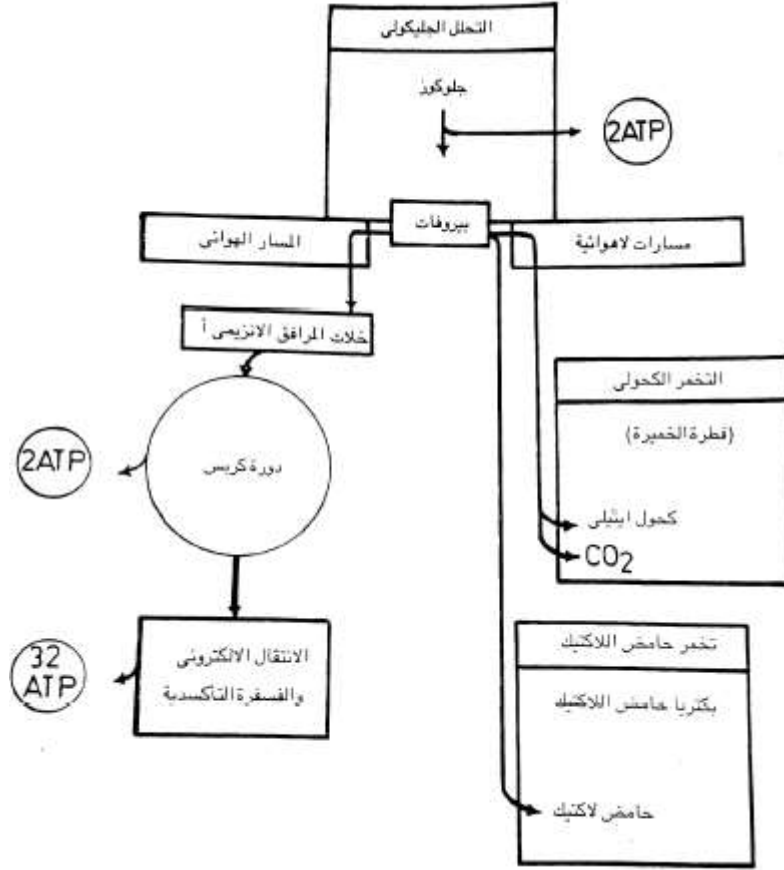 التحلل الجليكولى
جلوكوز
2ATP
بيروفات
المسار الهوائى
مسارات لاهوائية
خلات المرافق الانزيمى أ
دورة كربس
2ATP
الانتقال الالكترونى
والفسفرة التأكسدية
32
ATP
التخمر الكحولى
(فطرة الخميرة)
كحول ايثيلى
CO2
تخمر حامض اللاكتيك
بكتريا حامض اللاكتيك
حامض لاكتيك